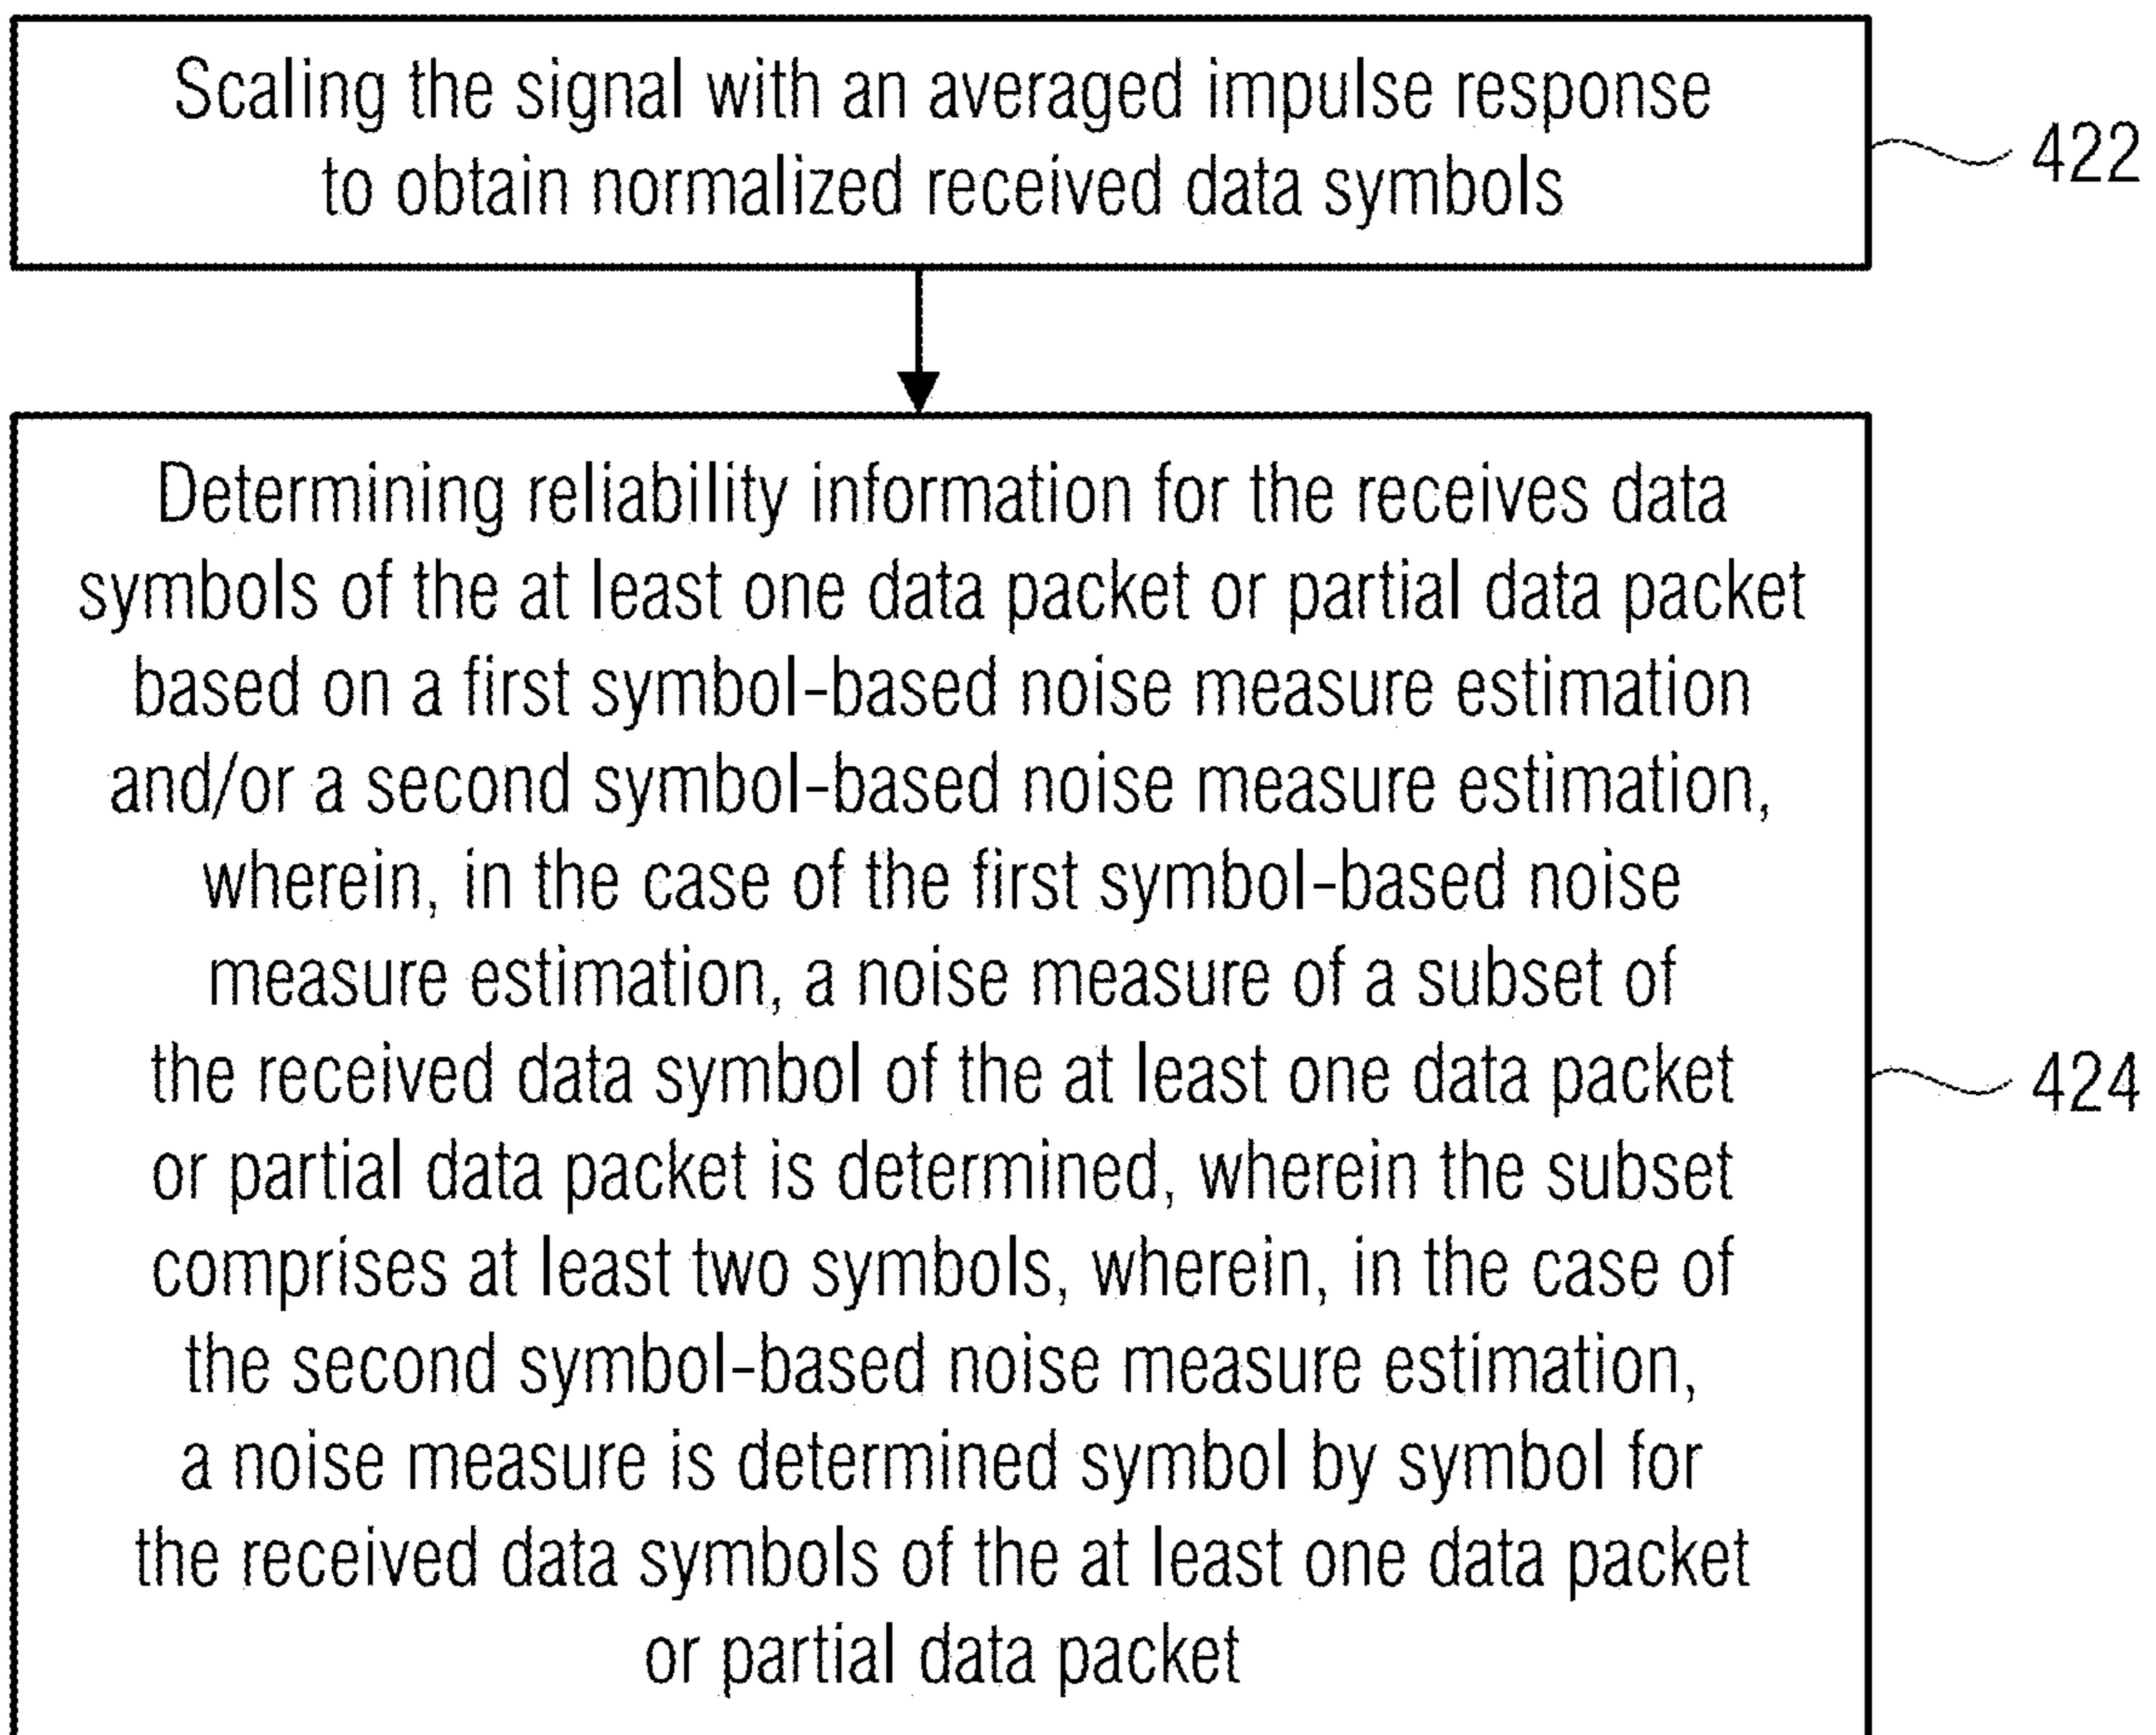 Scaling the signal with an averaged impulse response
to obtain normalized received data symbols
422
Determining reliability information for the receives data
symbols of the at least one data packet or partial data packet
based on a first symbol-based noise measure estimation
and/or a second symbol-based noise measure estimation,
wherein, in the case of the first symbol-based noise
measure estimation, a noise measure of a subset of
the received data symbol of the at least one data packet
or partial data packet is determined, wherein the subset
comprises at least two symbols, wherein, in the case of
the second symbol-based noise measure estimation,
a noise measure is determined symbol by symbol for
the received data symbols of the at least one data packet
or partial data packet
424